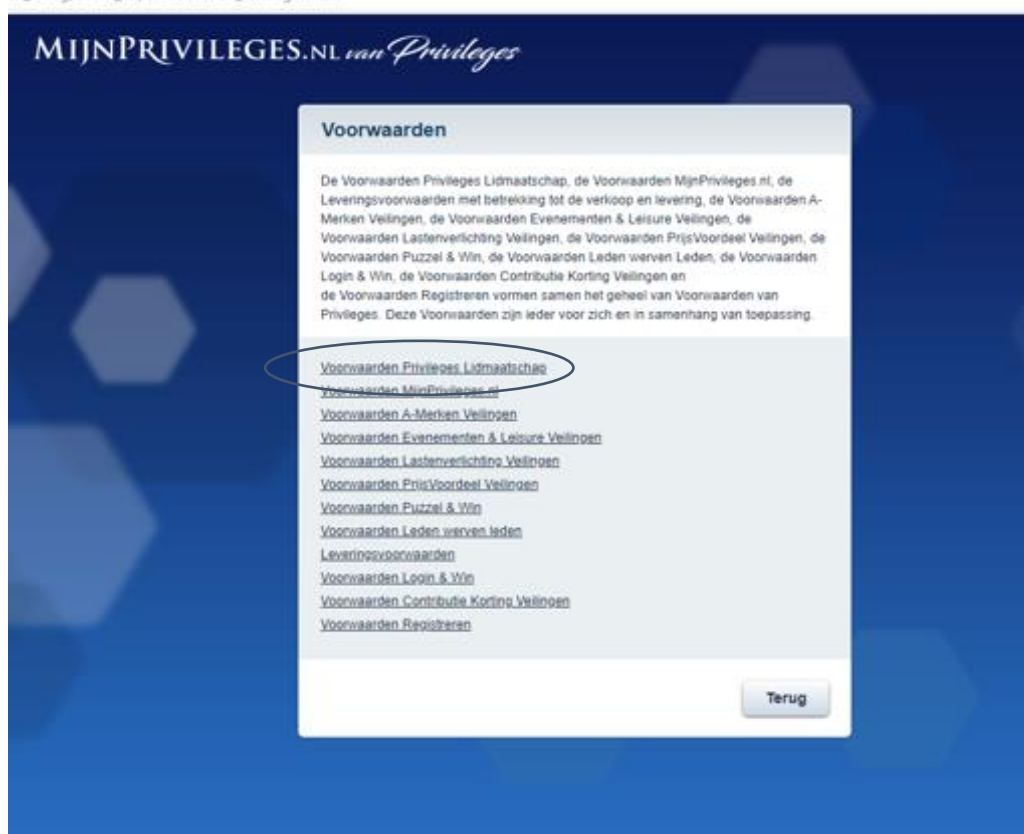 MIJNPRIVILEGES.NL van Privileges
Voorwaarden
De Voorwaarden Privileges Lidmaatschap, de Voorwaarden MijnPrivileges.nl, de
Leveringsvoorwaarden met betrekking tot de verkoop en levering, de Voorwaarden A-
Merken Veilingen, de Voorwaarden Evenementen & Leisure Veilingen, de
Voorwaarden Lastenverlichting Veilingen, de Voorwaarden PrijsVoordeel Veilingen, de
Voorwaarden Puzzel & Win, de Voorwaarden Leden werven Leden, de Voorwaarden
Login & Win, de Voorwaarden Contributie Korting Veilingen en
de Voorwaarden Registreren vormen samen het geheel van Voorwaarden van
Privileges. Deze Voorwaarden zijn ieder voor zich en in samenhang van toepassing.
Voorwaarden Privileges Lidmaatschap
Voorwaarden MijnPrivileges.nl
Voorwaarden A-Merken Veilingen
Voorwaarden Evenementen & Leisure Veilingen
Voorwaarden Lastenverlichting Veilingen
Voorwaarden PrijsVoordeel Veilingen
Voorwaarden Puzzel & Win
Voorwaarden Leden werven leden
Leveringsvoorwaarden
Voorwaarden Login & Win
Voorwaarden Contributie Korting Veilingen
Voorwaarden Registreren
Terug